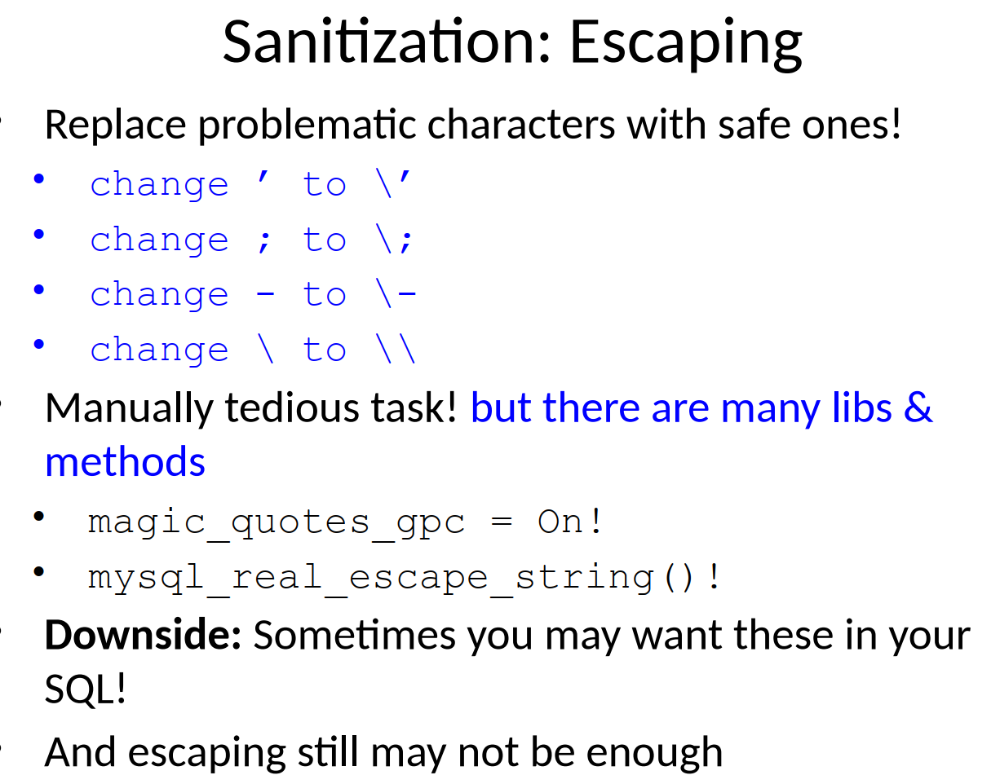 Sanitization: Escaping
• Replace problematic characters with safe ones!
• change ’ to \’
• change ; to \;
• change - to \-
• change \ to \\
• Manually tedious task! but there are many libs &
methods
• magic_quotes_gpc = On!
• mysql_real_escape_string()!
• Downside: Sometimes you may want these in your
SQL!
• And escaping still may not be enough